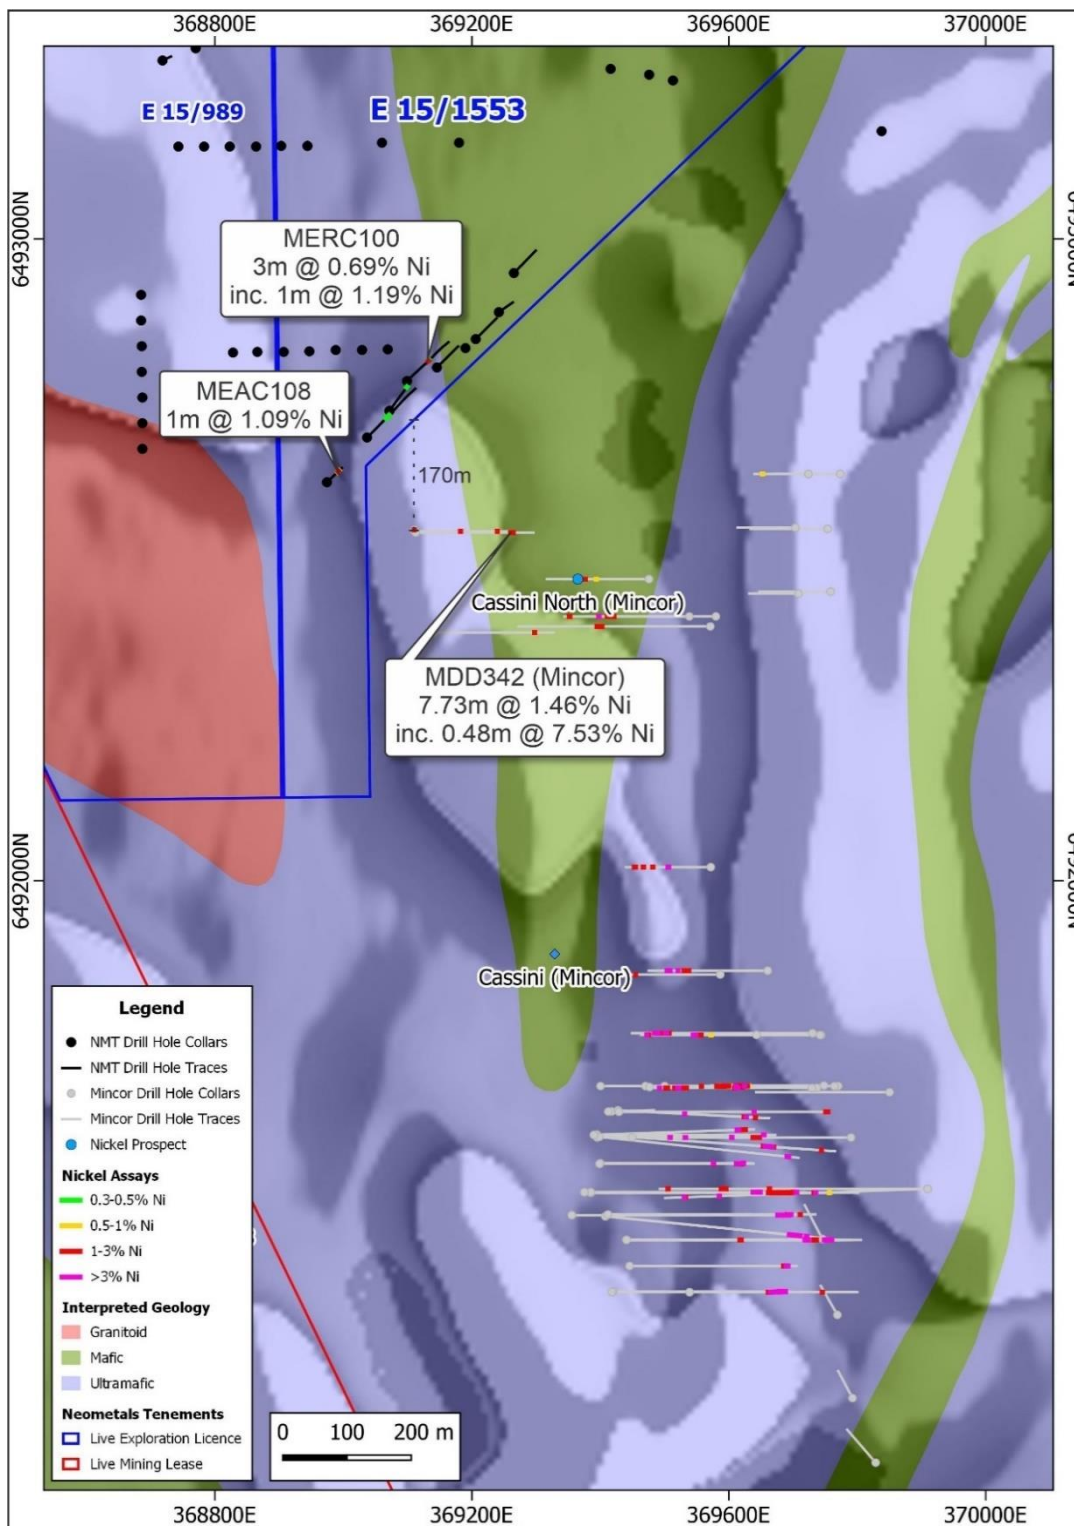 368800E
369200E
369600E
370000E
6493000N
6493000N
E 15/989
E 15/1553
MERC100
3m @ 0.69% Ni
inc. 1m @ 1.19% Ni
MEAC108
1m @ 1.09% Ni
170m
Cassini North (Mincor)
MDD342 (Mincor)
7.73m @ 1.46% Ni
inc. 0.48m @ 7.53% Ni
6492000N
6492000N
Cassini (Mincor)
Legend
NMT Drill Hole Collars
NMT Drill Hole Traces
Mincor Drill Hole Collars
Mincor Drill Hole Traces
Nickel Prospect
Nickel Assays
0.3-0.5% Ni
0.5-1% Ni
1-3% Ni
>3% Ni
Interpreted Geology
Granitoid
Mafic
Ultramafic
Neometals Tenements
Live Exploration Licence
Live Mining Lease
0 100 200 m
368800E
369200E
369600E
370000E